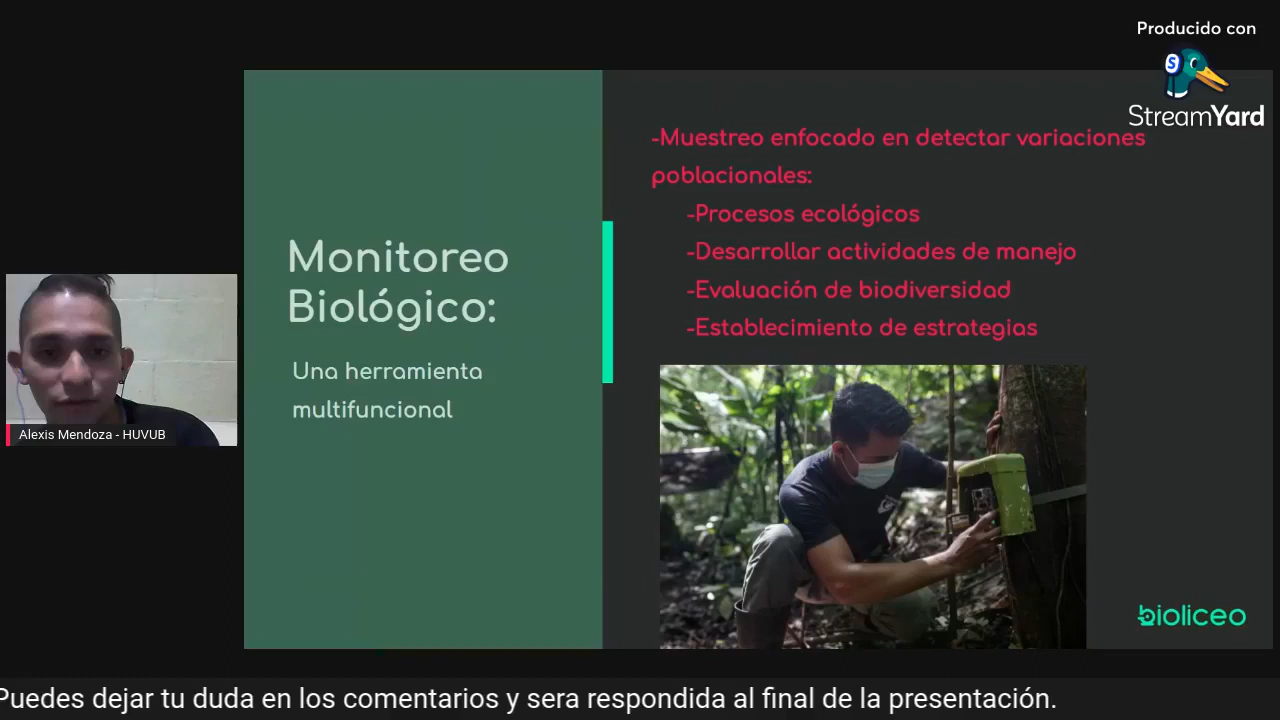 Producido con
StreamYard
-Muestreo enfocado en detectar variaciones
poblacionales:
-Procesos ecológicos
-Desarrollar actividades de manejo
-Evaluación de biodiversidad
-Establecimiento de estrategias
Monitoreo
Biológico:
Una herramienta
multifuncional
Alexis Mendoza - HUVUB
bioliceo
Puedes dejar tu duda en los comentarios y sera respondida al final de la presentación.